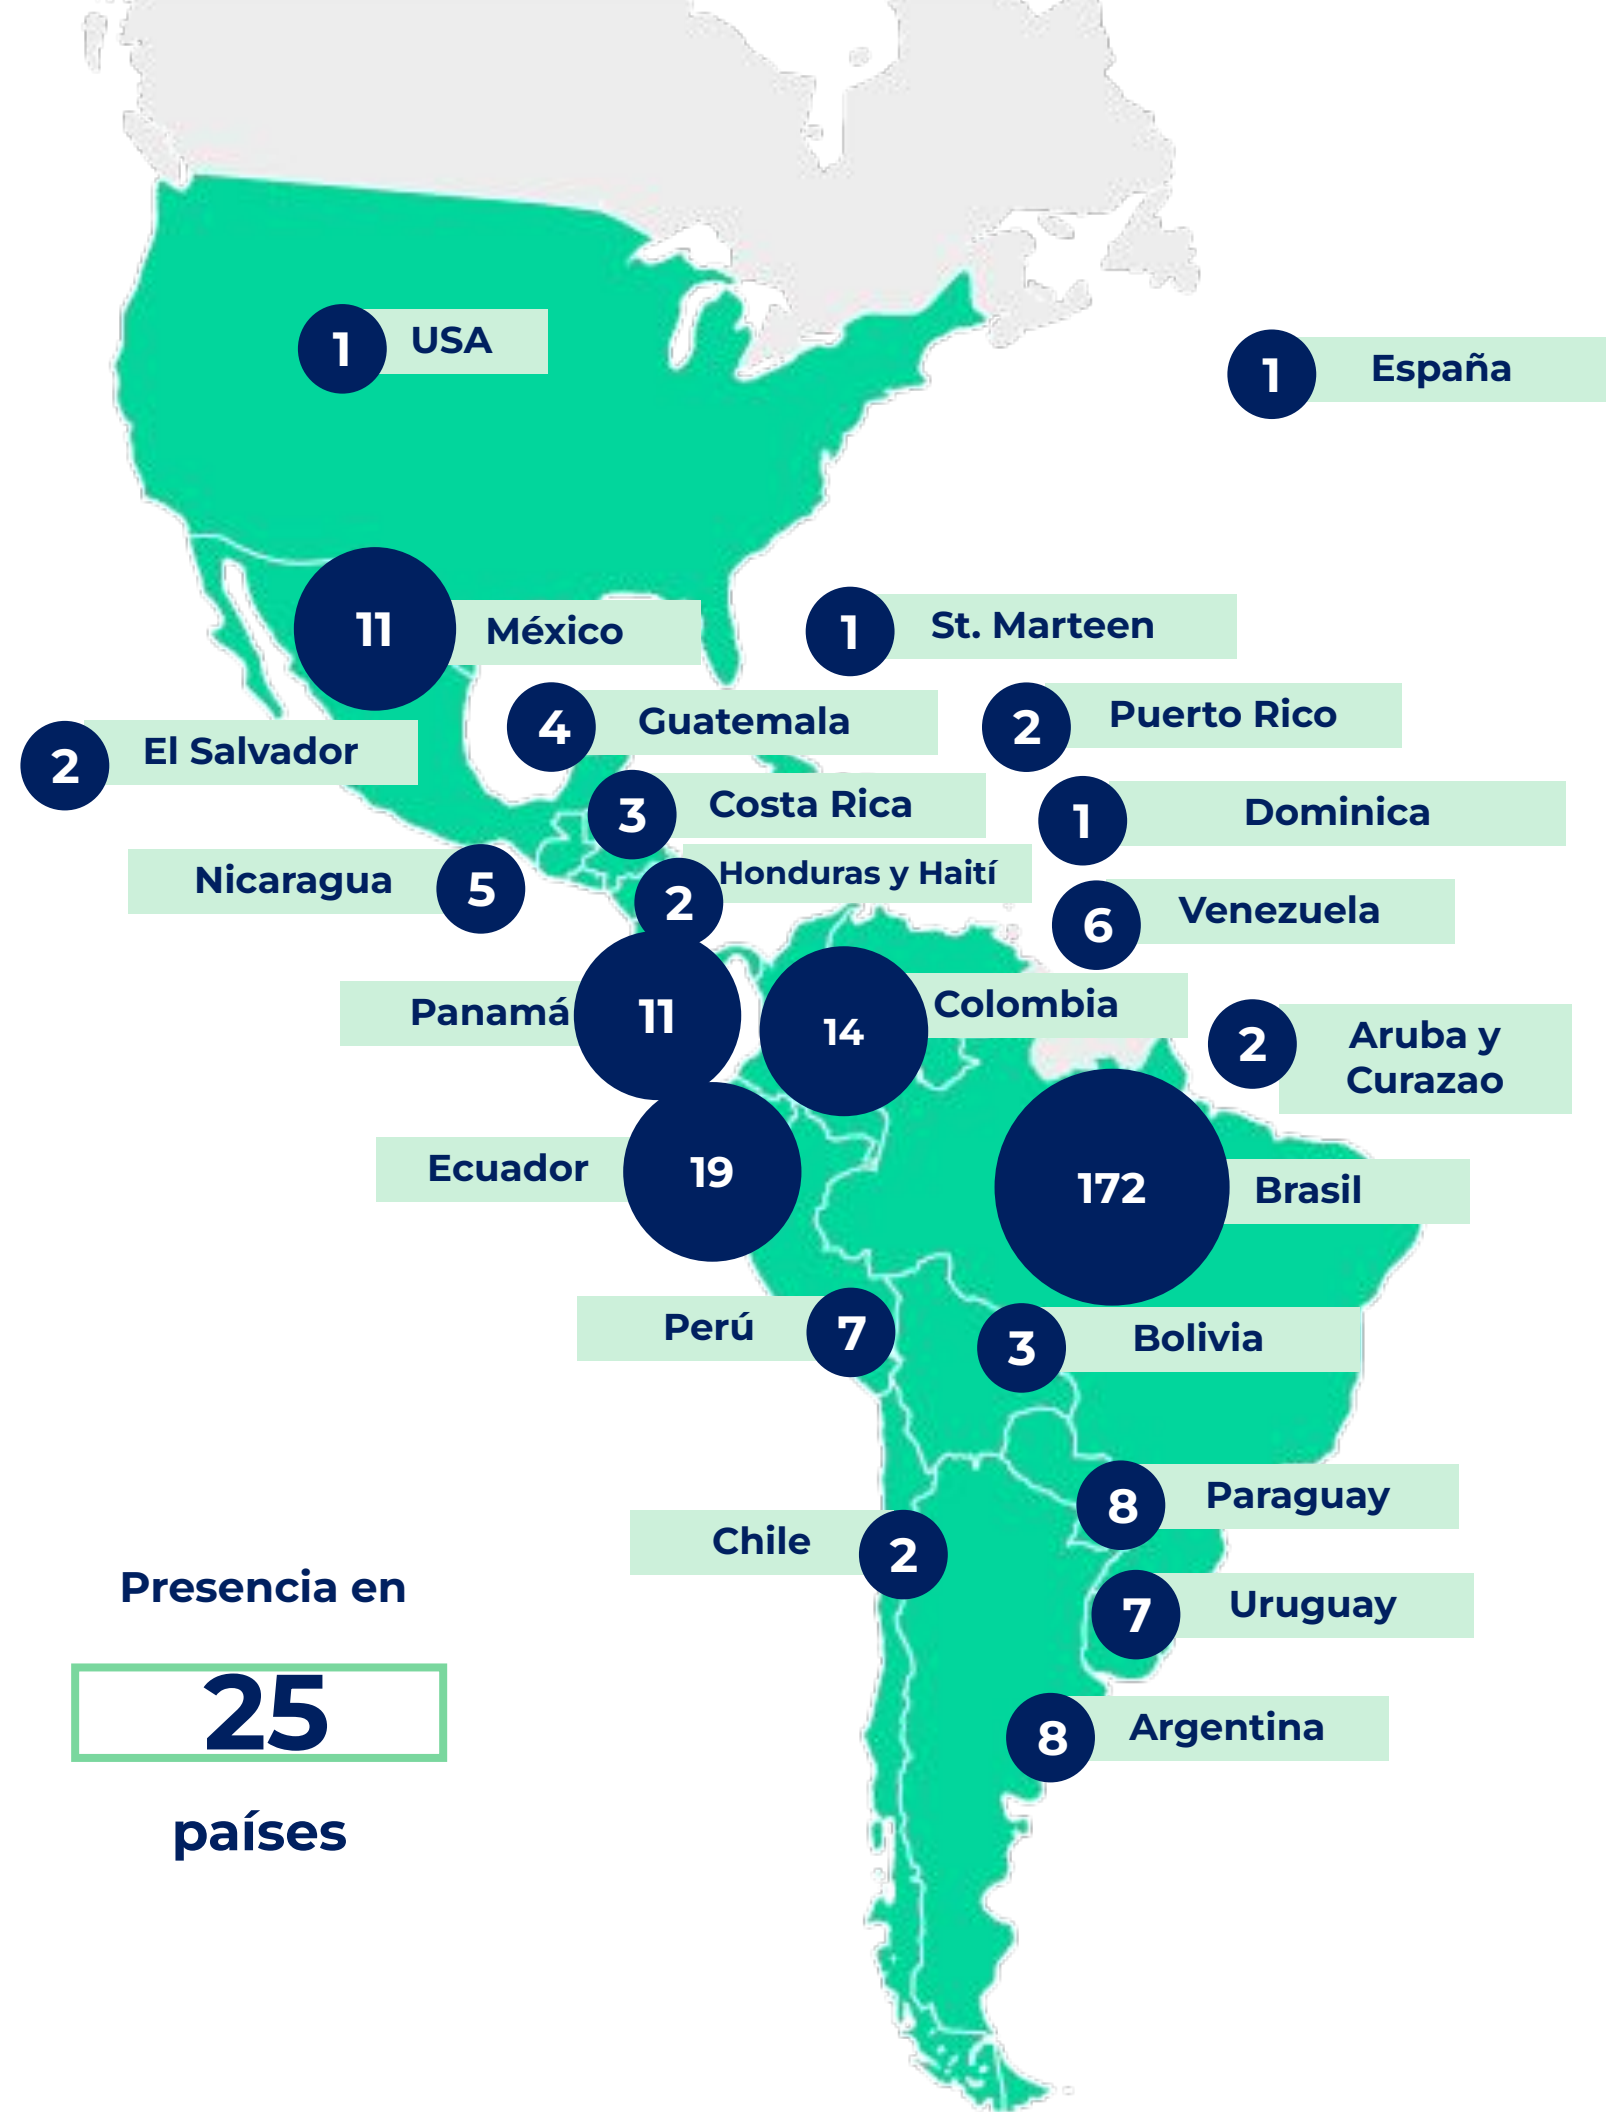 1 USA
1 España
11 México
1 St. Marteen
4 Guatemala
2 Puerto Rico
2 El Salvador
3 Costa Rica
1 Dominica
Nicaragua 5
2 Honduras y Haití
6 Venezuela
Panamá 11
14 Colombia
2 Aruba y
Curazao
Ecuador 19
172 Brasil
Perú 7
3 Bolivia
8 Paraguay
Chile 2
7 Uruguay
8 Argentina
Presencia en
25
países